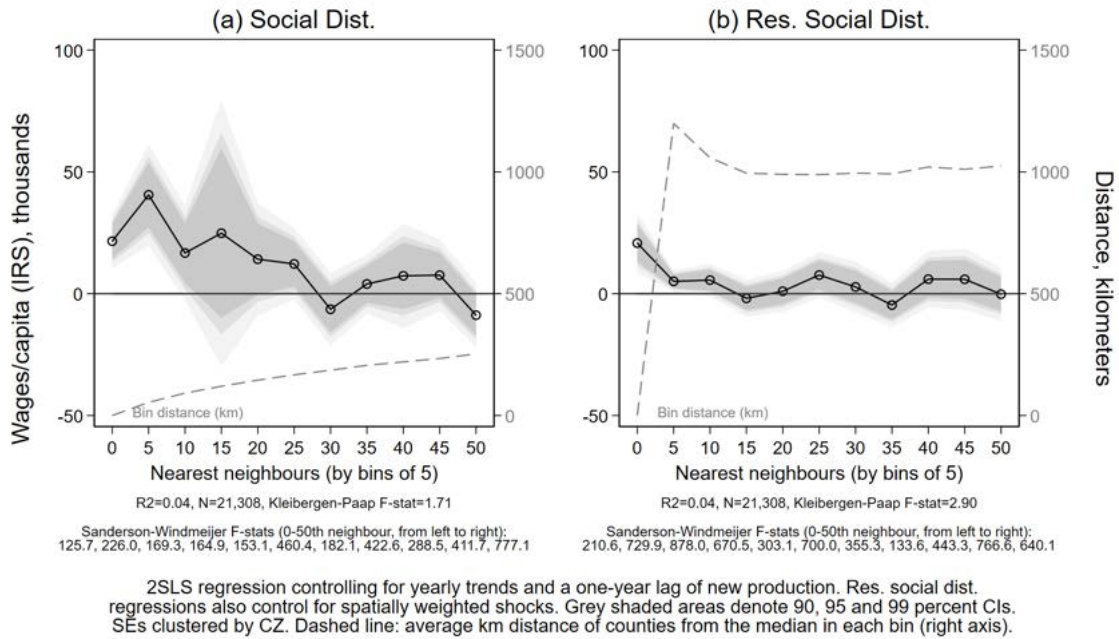 (a) Social Dist.
(b) Res. Social Dist.
Wages/capita (IRS), thousands
100
50
0
-50
1500
1000
500
0
Bin distance (km)
0 5 10 15 20 25 30 35 40 45 50
Nearest neighbours (by bins of 5)
R2=0.04, N=21,308, Kleibergen-Paap F-stat=1.71
Sanderson-Windmeijer F-stats (0-50th neighbour, from left to right):
125.7, 226.0, 169.3, 164.9, 153.1, 460.4, 182.1, 422.6, 288.5, 411.7, 777.1
100
50
0
-50
1500
1000
500
0
Distance, kilometers
Bin distance (km)
0 5 10 15 20 25 30 35 40 45 50
Nearest neighbours (by bins of 5)
R2=0.04, N=21,308, Kleibergen-Paap F-stat=2.90
Sanderson-Windmeijer F-stats (0-50th neighbour, from left to right):
210.6, 729.9, 878.0, 670.5, 303.1, 700.0, 355.3, 133.6, 443.3, 766.6, 640.1
2SLS regression controlling for yearly trends and a one-year lag of new production. Res. social dist.
regressions also control for spatially weighted shocks. Grey shaded areas denote 90, 95 and 99 percent CIs.
SEs clustered by CZ. Dashed line: average km distance of counties from the median in each bin (right axis).